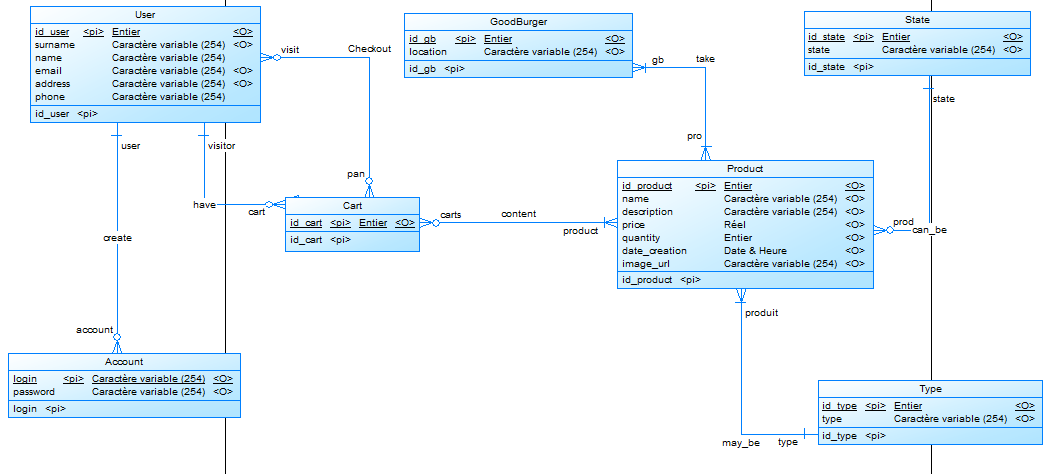 User
id_user <pi> Entier <O>
surname Caractère variable (254) <O>
name Caractère variable (254)
email Caractère variable (254) <O>
address Caractère variable (254) <O>
phone Caractère variable (254)
id_user <pi>
GoodBurger
id_gb <pi> Entier <O>
location Caractère variable (254) <O>
id_gb <pi>
State
id_state <pi> Entier <O>
state Caractère variable (254) <O>
id_state <pi>
visit
Checkout
gb
take
state
user
visitor
pro
pan
have
cart
Cart
id_cart <pi> Entier <O>
id_cart <pi>
carts
content
product
Product
id_product <pi> Entier <O>
name Caractère variable (254) <O>
description Caractère variable (254) <O>
price Réel <O>
quantity Entier <O>
date_creation Date & Heure <O>
image_url Caractère variable (254) <O>
id_product <pi>
prod
can_be
create
produit
account
Account
login <pi> Caractère variable (254) <O>
password Caractère variable (254) <O>
login <pi>
Type
id_type <pi> Entier <O>
type Caractère variable (254) <O>
id_type <pi>
may_be
type